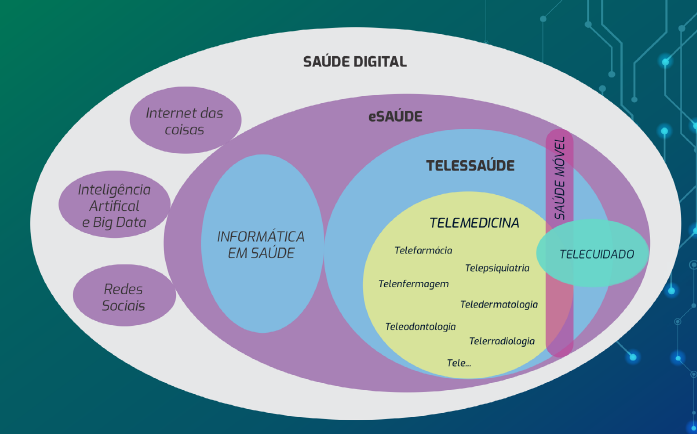 SAÚDE DIGITAL
eSAÚDE
Internet das
coisas
TELESSAÚDE
SAÚDE MÓVEL
Inteligência
Artifical
e Big Data
INFORMÁTICA
EM SAÚDE
TELEMEDICINA
Telefarmácia
TELECUIDADO
Telepsiquiatria
Telenfermagem
Redes
Sociais
Teledermatologia
Teleodontologia
Telerradiologia
Tele...